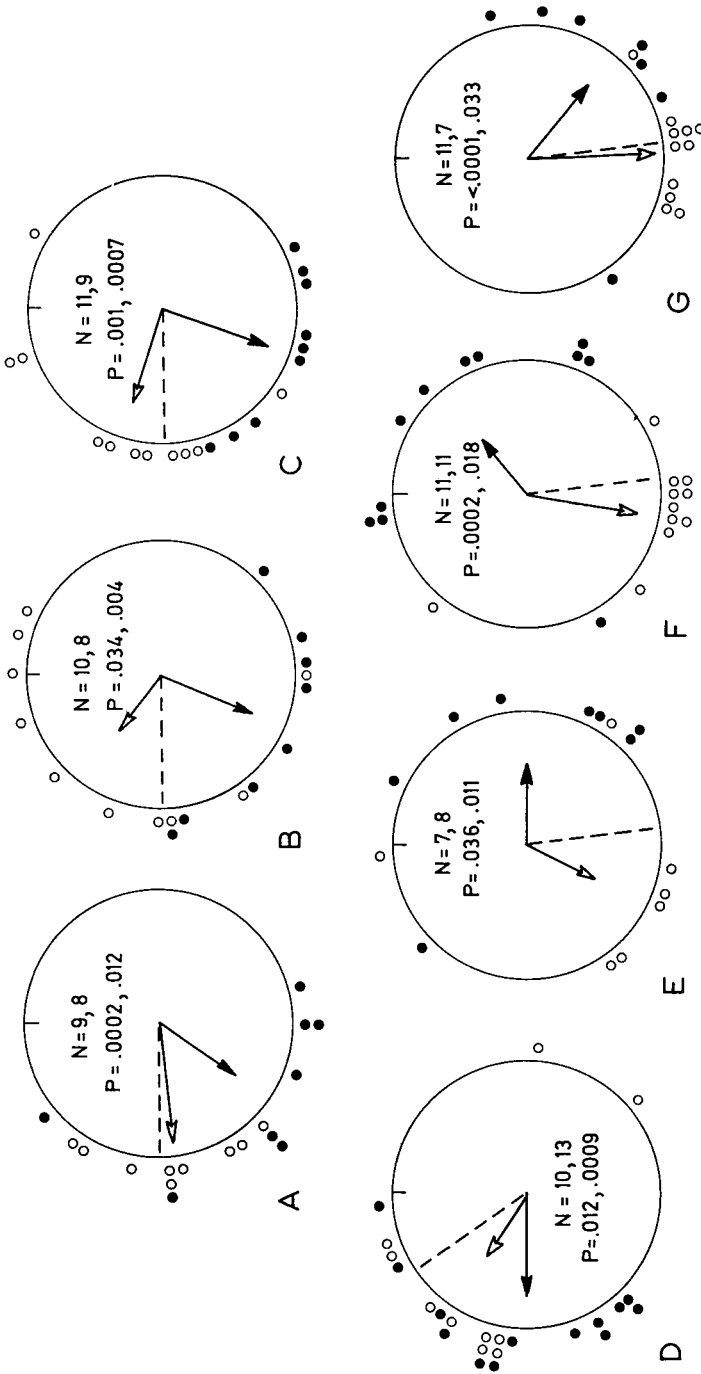 N = 9, 8
P = .0002, .012
A
N = 10, 8
P = .034, .004
B
N = 11, 9
P = .001, .0007
C
N = 10, 13
P = .012, .0009
D
N = 7, 8
P = .036, .011
E
N = 11, 11
P = .0002, .018
F
N = 11, 7
P = <.0001, .033
G